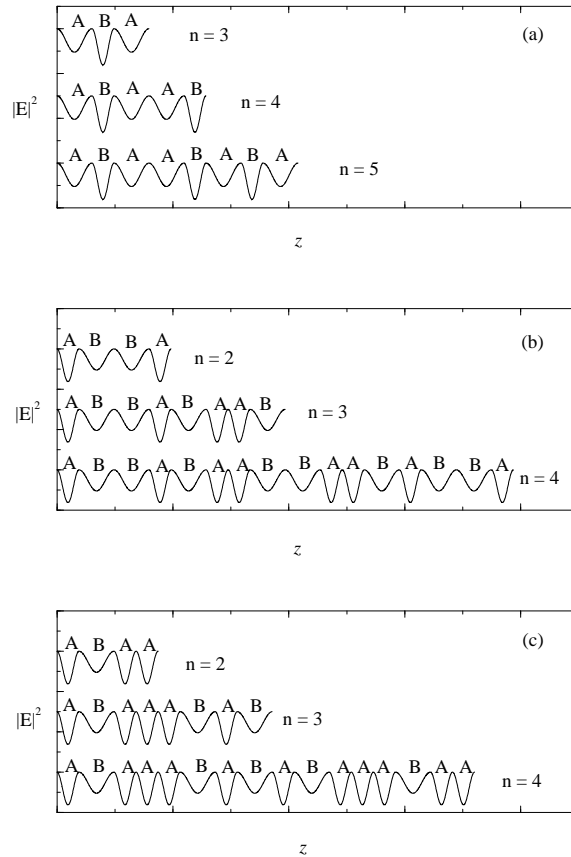 A B A
n = 3
(a)
A B A A B
n = 4
|E|²
A B A A B A B A
n = 5
z
A B B A
n = 2
(b)
|E|²
A B B A B A A B
n = 3
A B B A B A A B B A A B A B B A
n = 4
z
A B A A
n = 2
(c)
|E|²
A B A A A B A B
n = 3
A B A A A B A B A B A A A B A A
n = 4
z